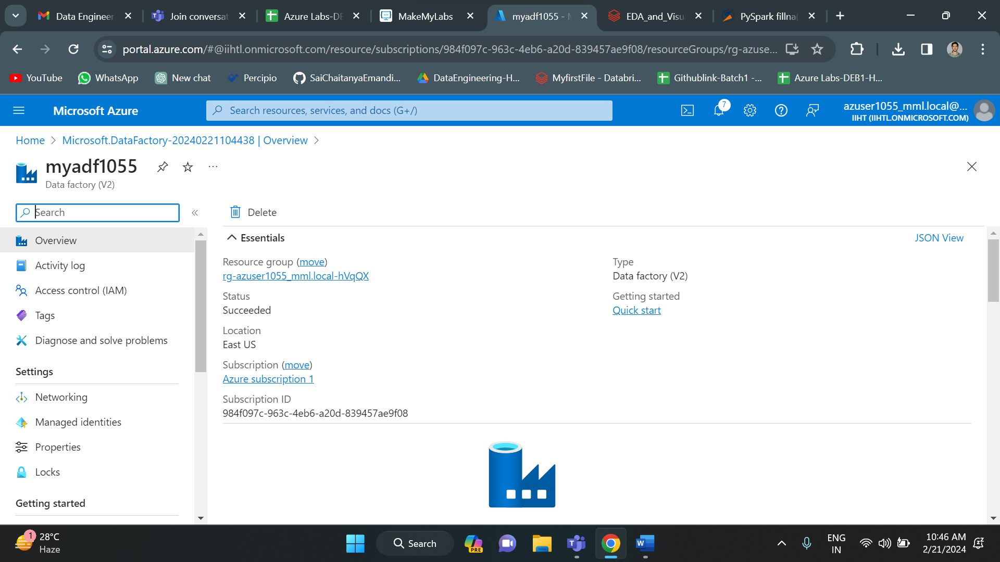 Data Engineer
Join conversat
Azure Labs-DE
MakeMyLabs
myadf1055 - M
EDA_and_Visu
PySpark fillna(
portal.azure.com/#@iihtl.onmicrosoft.com/resource/subscriptions/984f097c-963c-4eb6-a20d-839457ae9f08/resourceGroups/rg-azuse...
YouTube
WhatsApp
New chat
Percipio
SaiChaitanyaEmandi...
DataEngineering-H...
MyfirstFile - Databri...
Githublink-Batch1 -...
Azure Labs-DEB1-H...
Microsoft Azure
Search resources, services, and docs (G+/)
7
azuser1055_mml.local@...
IIHT (IIHTL.ONMICROSOFT.COM)
Home
Microsoft.DataFactory-20240221104438 | Overview
myadf1055
Data factory (V2)
Search
Overview
Activity log
Access control (IAM)
Tags
Diagnose and solve problems
Settings
Networking
Managed identities
Properties
Locks
Getting started
Delete
Essentials
JSON View
Resource group (move)
rg-azuser1055_mml.local-hVqQX
Status
Succeeded
Location
East US
Subscription (move)
Azure subscription 1
Subscription ID
984f097c-963c-4eb6-a20d-839457ae9f08
Type
Data factory (V2)
Getting started
Quick start
1
28°C
Haze
Search
PRE
ENG
IN
10:46 AM
2/21/2024